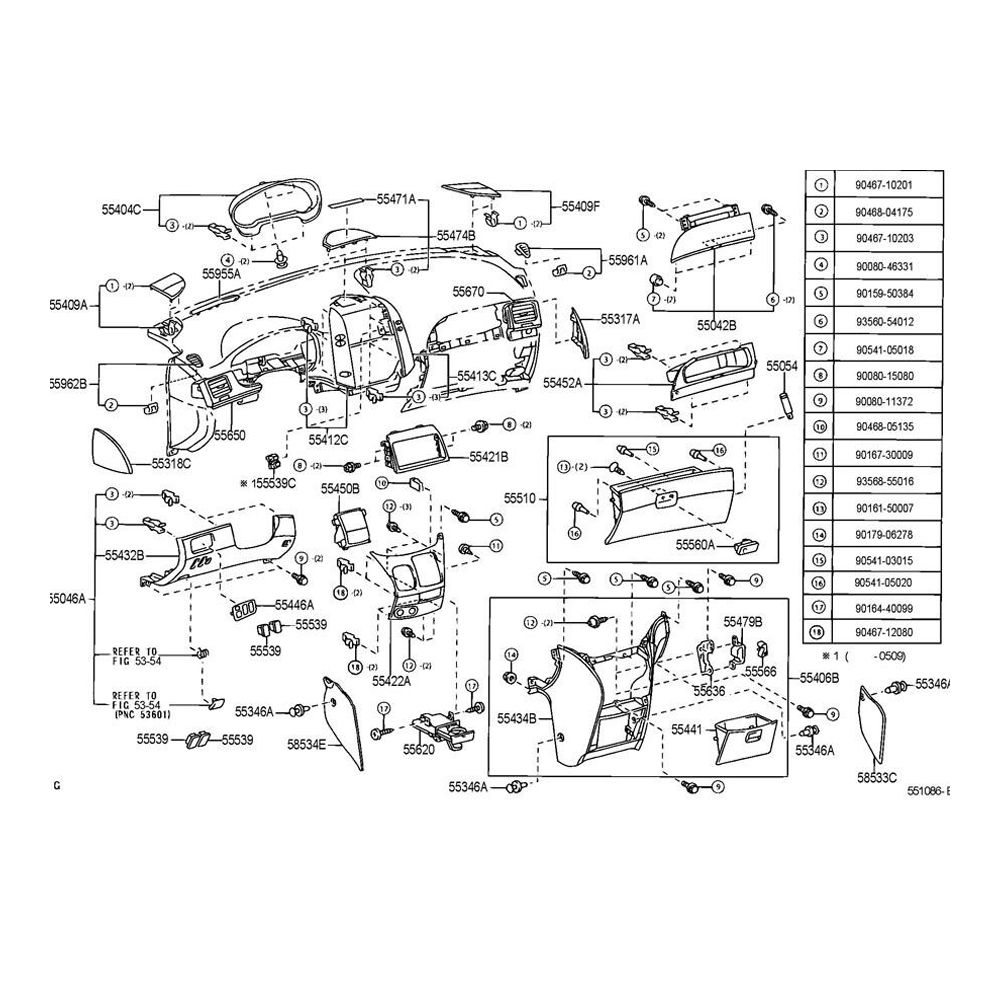 55404C
3 -(2)
4 -(2)
55955A
55471A
55474B
3 -(2)
1 -(2)
55409F
55961A
2
5 -(2)
7 -(2)
6 -(2)
55042B
1 -(2)
55409A
55670
55317A
55962B
2
55650
55318C
3 -(3)
55412C
55413C
3 -(3)
3
55452A
3 -(2)
55054
8 -(2)
55421B
8 -(2)
※155539C
10
55510
13 -(2)
15
16
16
55560A
3 -(2)
3
55432B
55046A
9 -(2)
55446A
55539
55539
55450B
12 -(3)
5
11
18 -(2)
18 -(2)
12 -(2)
55422A
REFER TO
FIG 53-54
REFER TO
FIG 53-54
(PNC 53601)
55539
55539
55346A
58534E
17
17
55620
5
5
5
9
12 -(2)
14
55434B
55479B
55566
55636
55406B
55441
9
55346A
55346A
9
55346A
58533C
1 90467-10201
2 90468-04175
3 90467-10203
4 90080-46331
5 90159-50384
6 93560-54012
7 90541-05018
8 90080-15080
9 90080-11372
10 90468-05135
11 90167-30009
12 93568-55016
13 90161-50007
14 90179-06278
15 90541-03015
16 90541-05020
17 90164-40099
18 90467-12080
※1 ( -0509)
G
551086-E